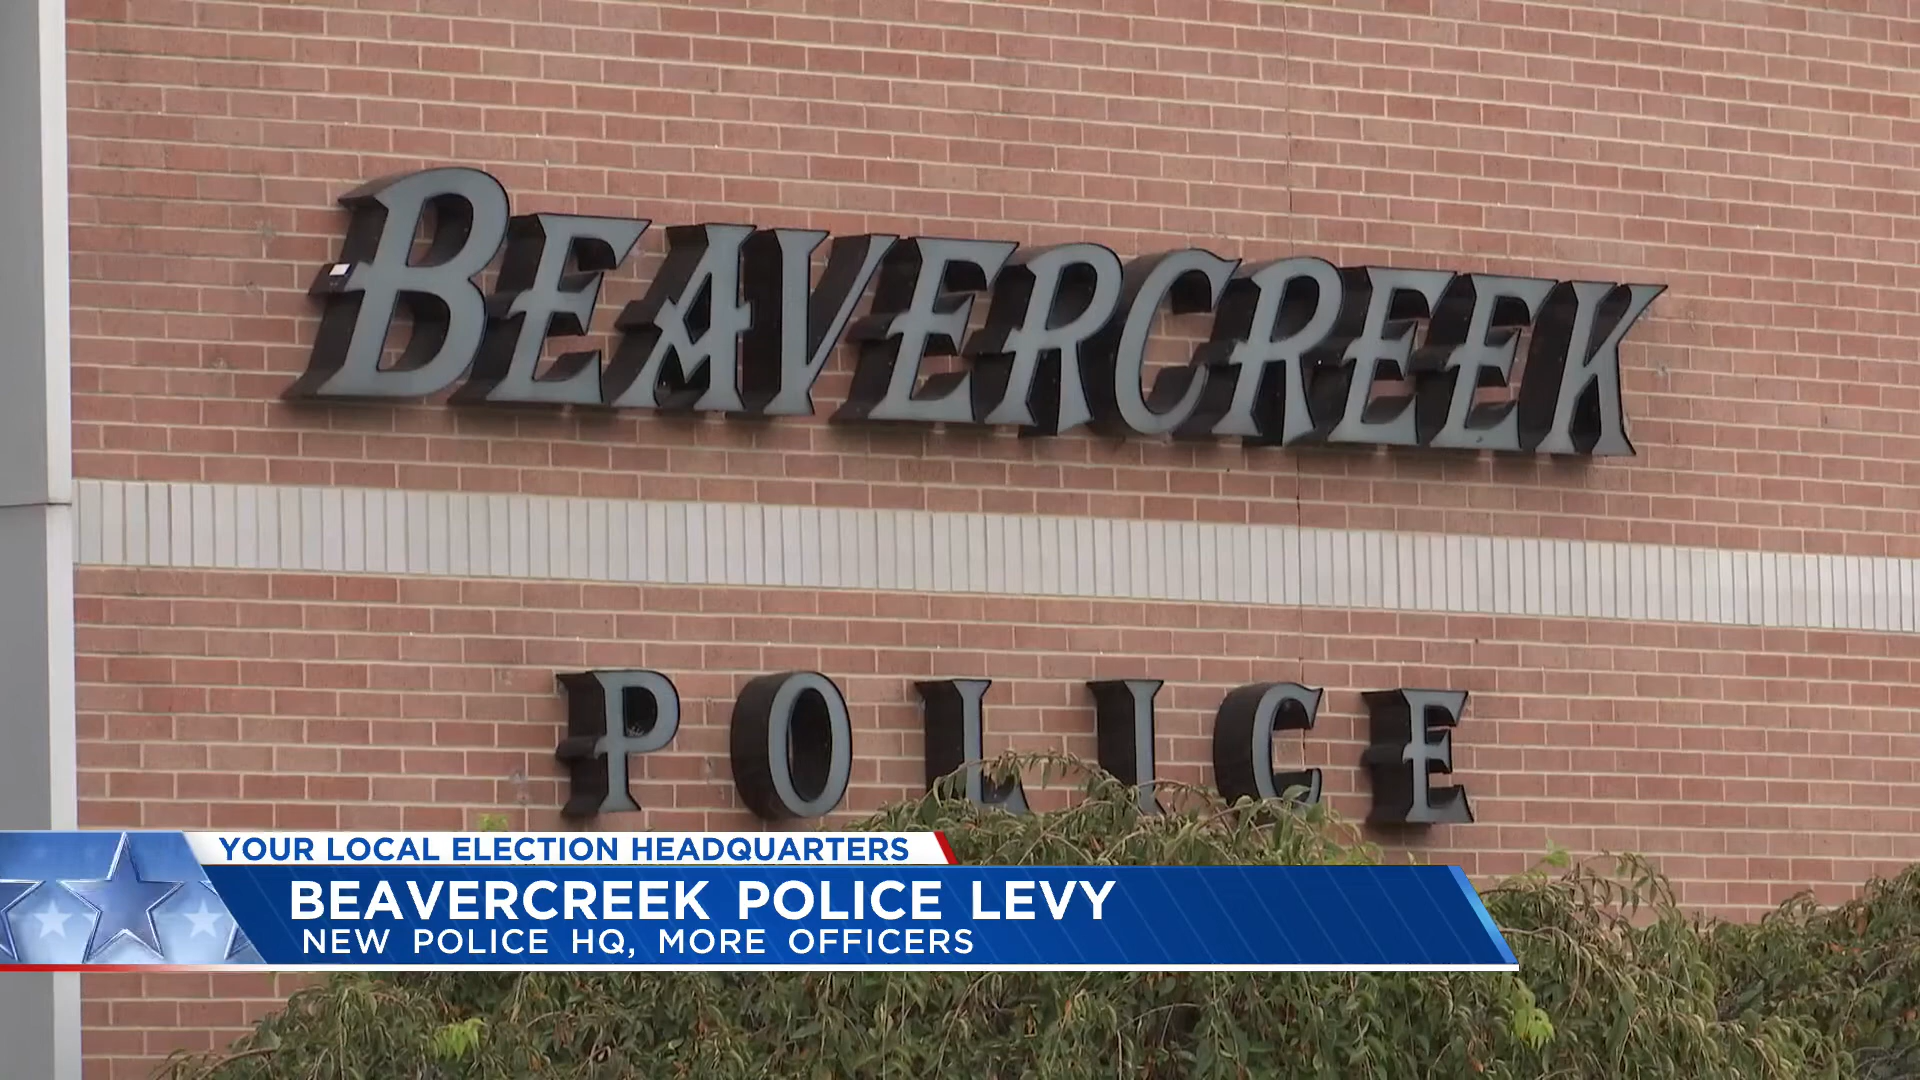 BEAVERCREEK
POLICE
YOUR LOCAL ELECTION HEADQUARTERS
BEAVERCREEK POLICE LEVY
NEW POLICE HQ, MORE OFFICERS